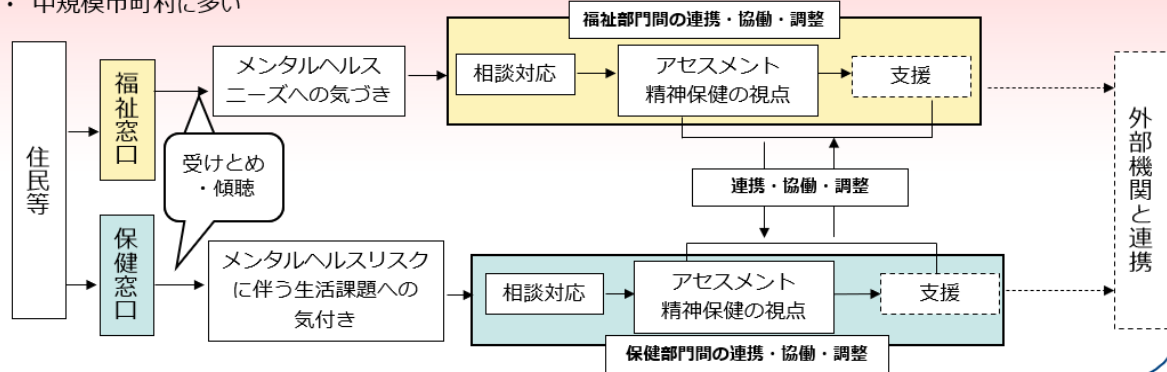 ・ 中規模市町村に多い
福祉部門間の連携・協働・調整
住民等
福祉窓口
メンタルヘルス
ニーズへの気づき
相談対応
アセスメント
精神保健の視点
支援
受けとめ
・傾聴
連携・協働・調整
外部機関と連携
保健窓口
メンタルヘルスリスク
に伴う生活課題への
気付き
相談対応
アセスメント
精神保健の視点
支援
保健部門間の連携・協働・調整